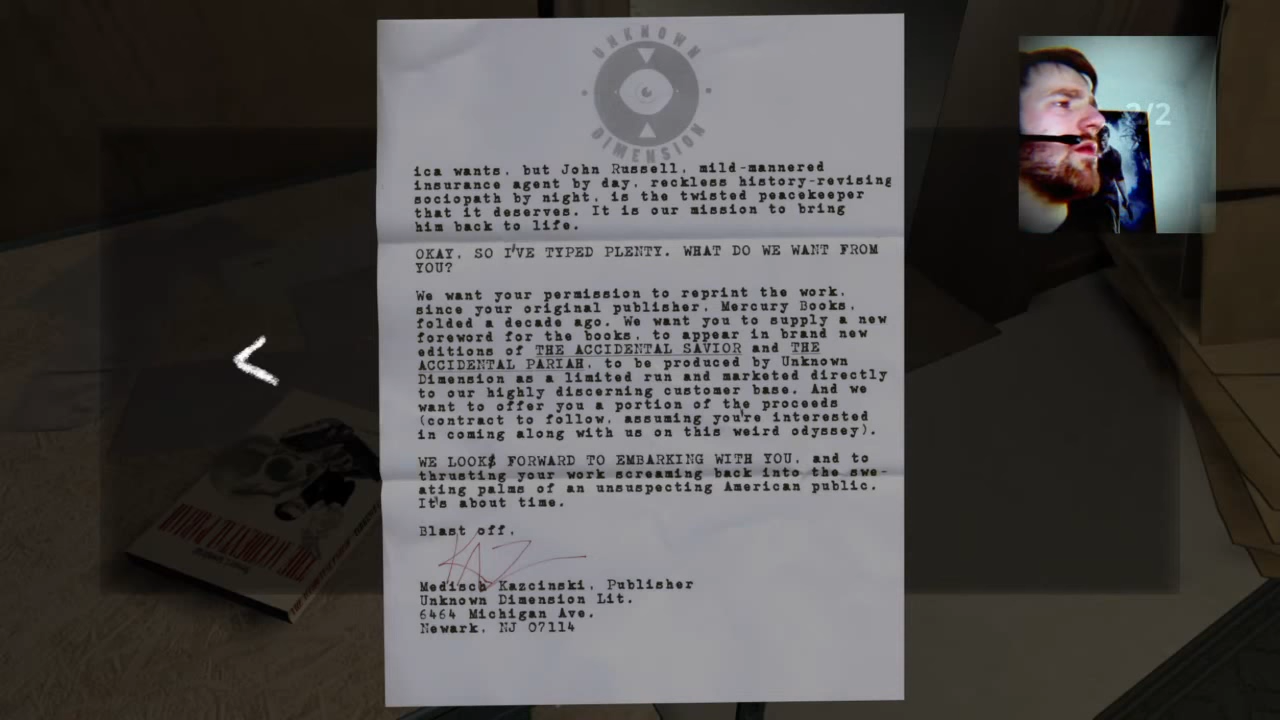 UNKNOWN
DIMENSION
2/2
ica wants, but John Russell, mild-mannered
insurance agent by day, reckless history-revising
sociopath by night, is the twisted peacekeeper
that it deserves. It is our mission to bring
him back to life.
OKAY, SO I'VE TYPED PLENTY. WHAT DO WE WANT FROM
YOU?
We want your permission to reprint the work,
since your original publisher, Mercury Books,
folded a decade ago. We want you to supply a new
foreword for the books, to appear in brand new
editions of THE ACCIDENTAL SAVIOR and THE
ACCIDENTAL PARIAH, to be produced by Unknown
Dimension as a limited run and marketed directly
to our highly discerning customer base. And we
want to offer you a portion of the proceeds
(contract to follow, assuming you're interested
in coming along with us on this weird odyssey).
WE LOOK$ FORWARD TO EMBARKING WITH YOU, and to
thrusting your work screaming back into the swe-
ating palms of an unsuspecting American public.
It's about time.
Blast off,
KAZ
Medisch Kazcinski, Publisher
Unknown Dimension Lit.
6464 Michigan Ave.
Newark, NJ 07114
THE ACCIDENTAL PARIAH